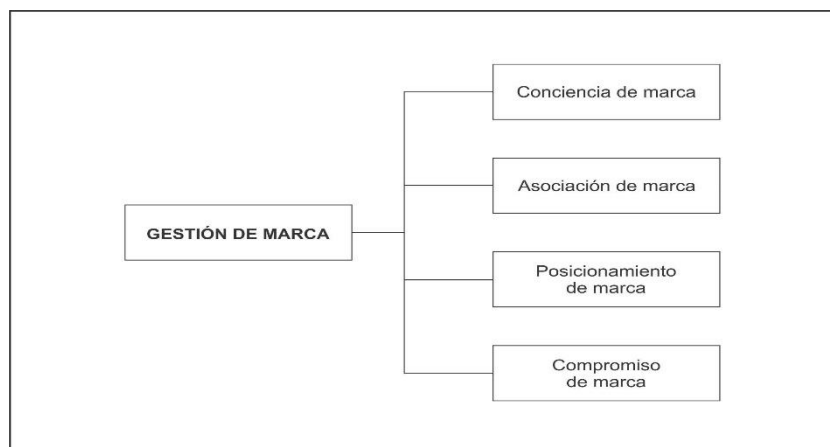 Conciencia de marca
Asociación de marca
GESTIÓN DE MARCA
Posicionamiento
de marca
Compromiso
de marca